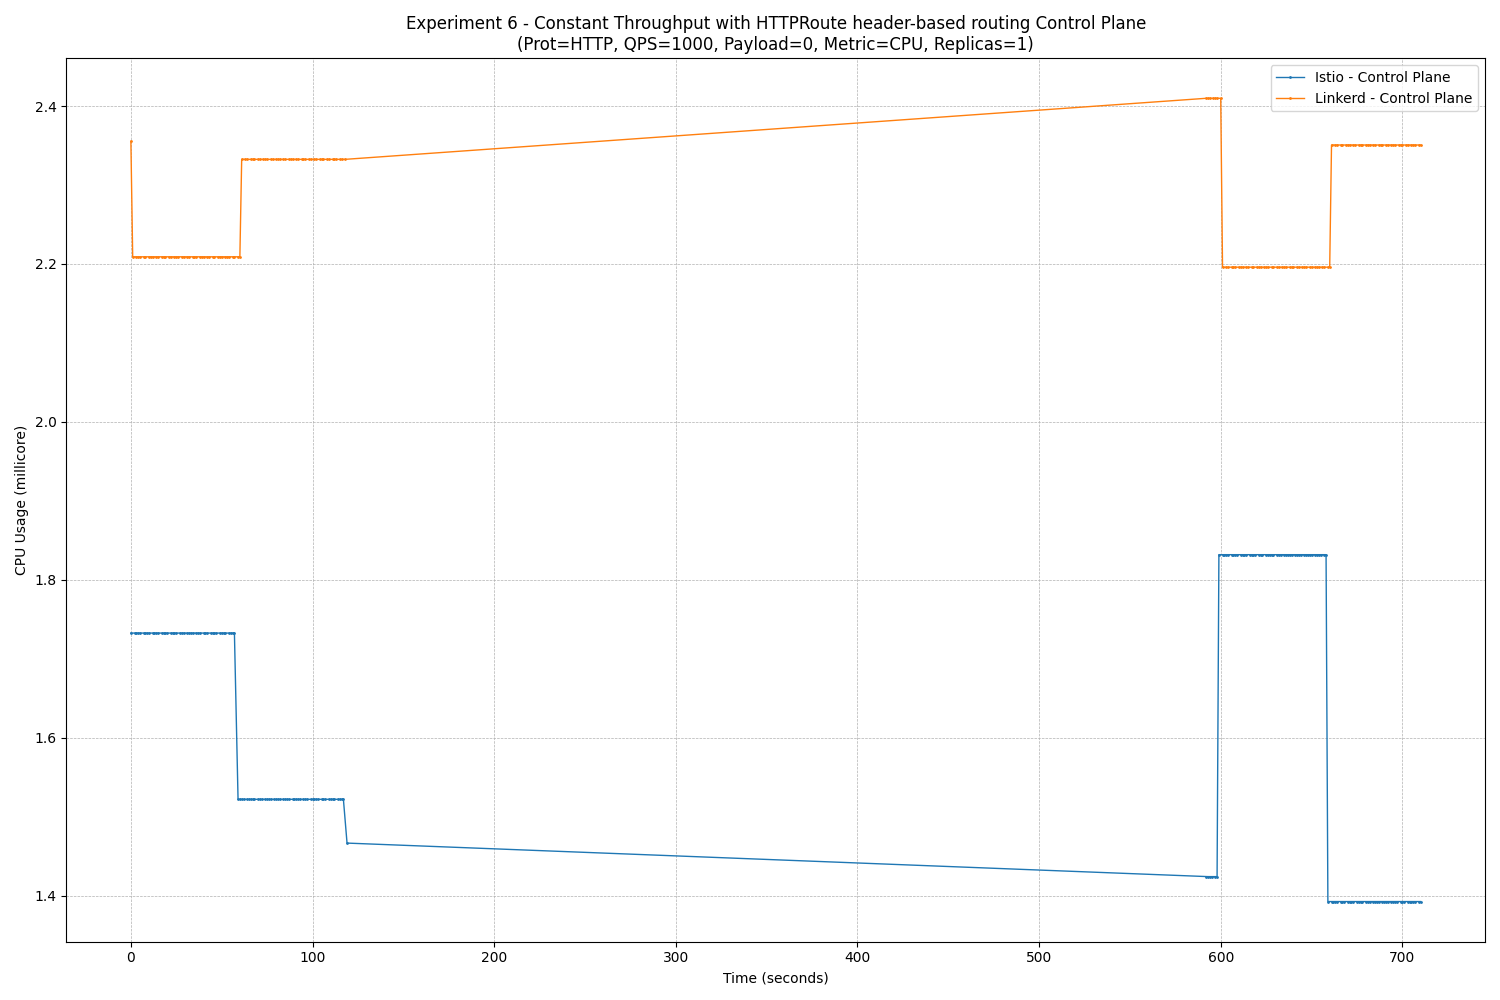 Experiment 6 - Constant Throughput with HTTPRoute header-based routing Control Plane
(Prot=HTTP, QPS=1000, Payload=0, Metric=CPU, Replicas=1)
Istio - Control Plane
Linkerd - Control Plane
CPU Usage (millicore)
2.4
2.2
2.0
1.8
1.6
1.4
0
100
200
300
400
500
600
700
Time (seconds)